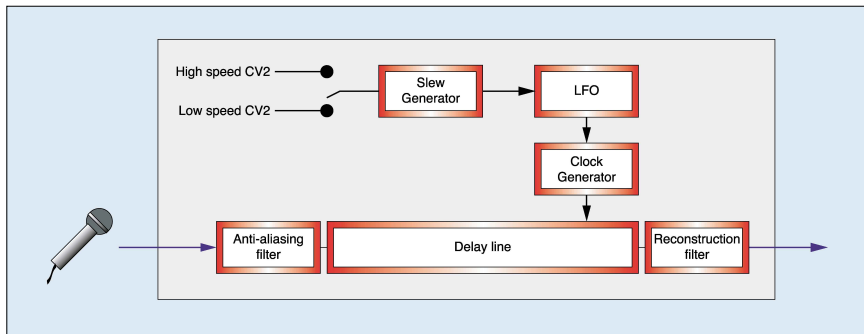 High speed CV2
Low speed CV2
Slew
Generator
LFO
Clock
Generator
Anti-aliasing
filter
Delay line
Reconstruction
filter